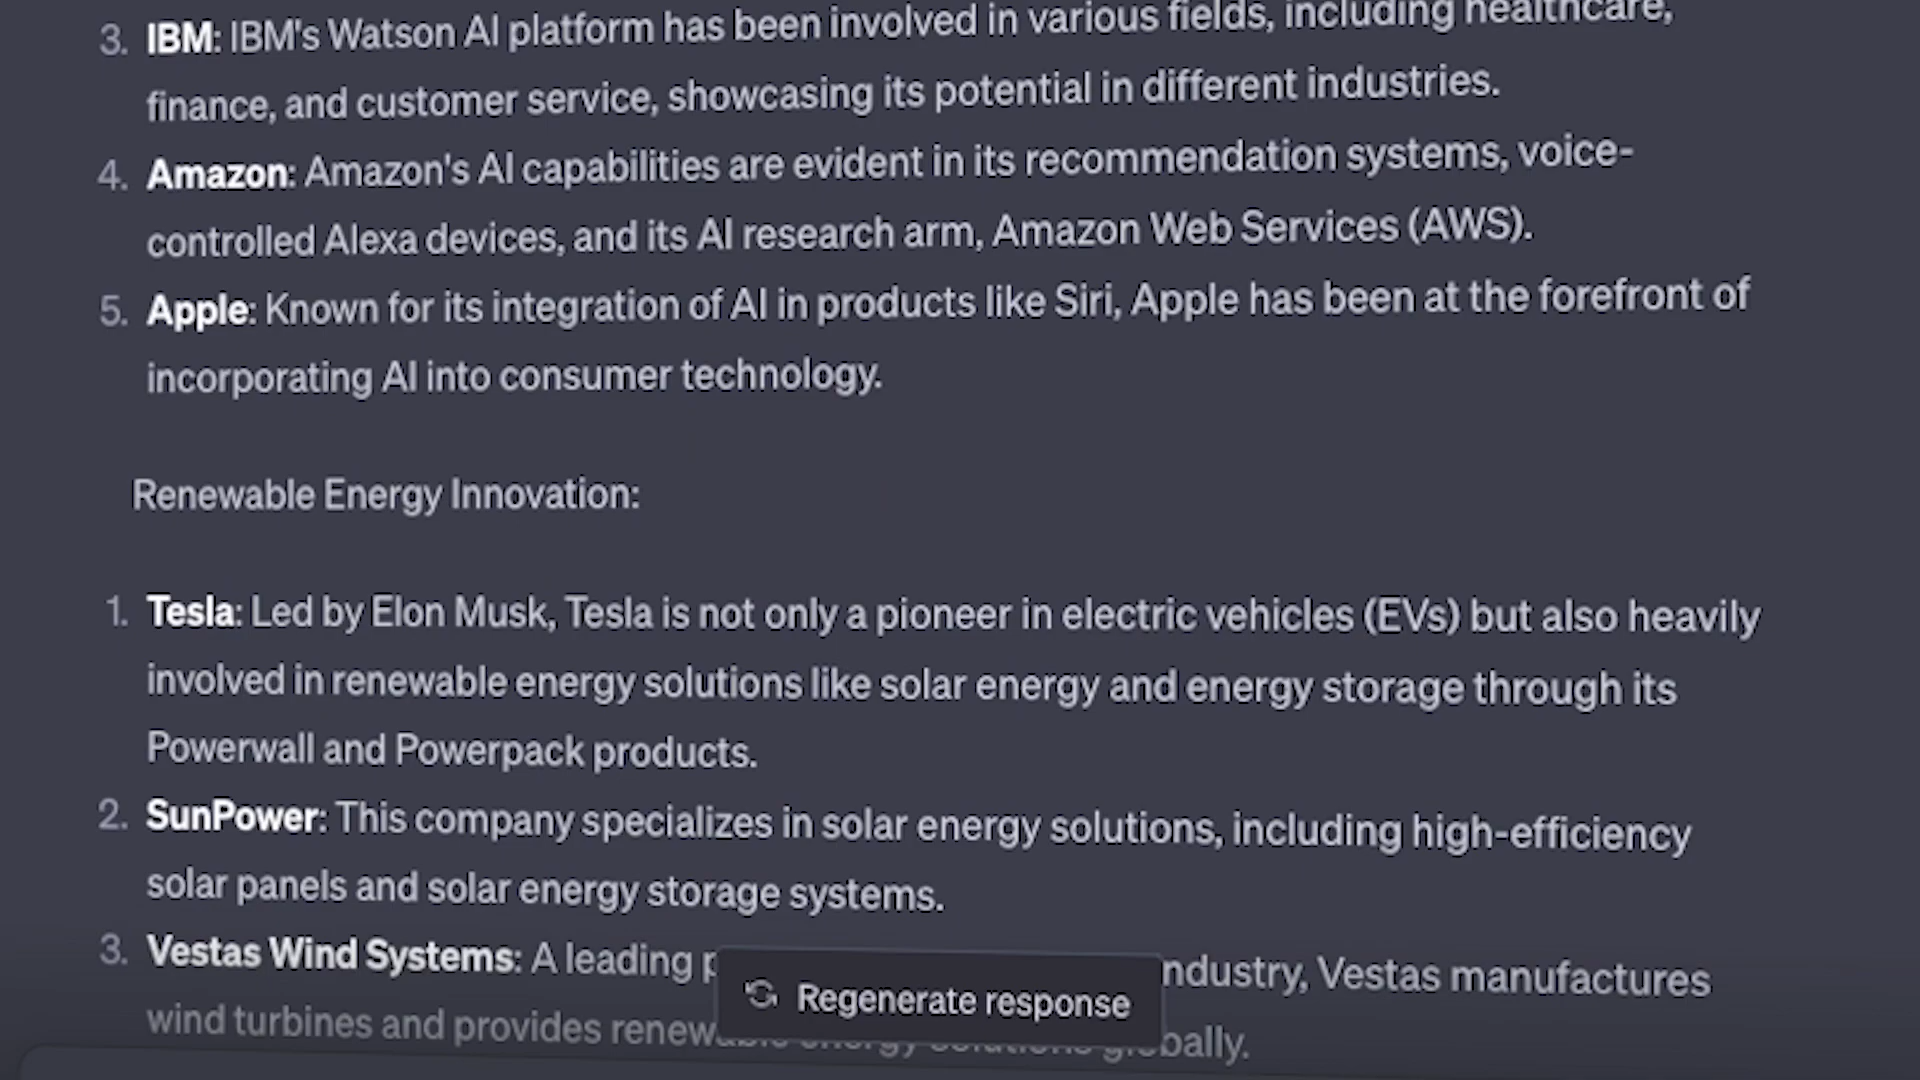 3. IBM: IBM's Watson AI platform has been involved in various fields, including healthcare,
finance, and customer service, showcasing its potential in different industries.
4. Amazon: Amazon's AI capabilities are evident in its recommendation systems, voice-
controlled Alexa devices, and its AI research arm, Amazon Web Services (AWS).
5. Apple: Known for its integration of AI in products like Siri, Apple has been at the forefront of
incorporating AI into consumer technology.
Renewable Energy Innovation:
1. Tesla: Led by Elon Musk, Tesla is not only a pioneer in electric vehicles (EVs) but also heavily
involved in renewable energy solutions like solar energy and energy storage through its
Powerwall and Powerpack products.
2. SunPower: This company specializes in solar energy solutions, including high-efficiency
solar panels and solar energy storage systems.
3. Vestas Wind Systems: A leading ndustry, Vestas manufactures
Regenerate response
wind turbines and provides renewable energy solutions globally.